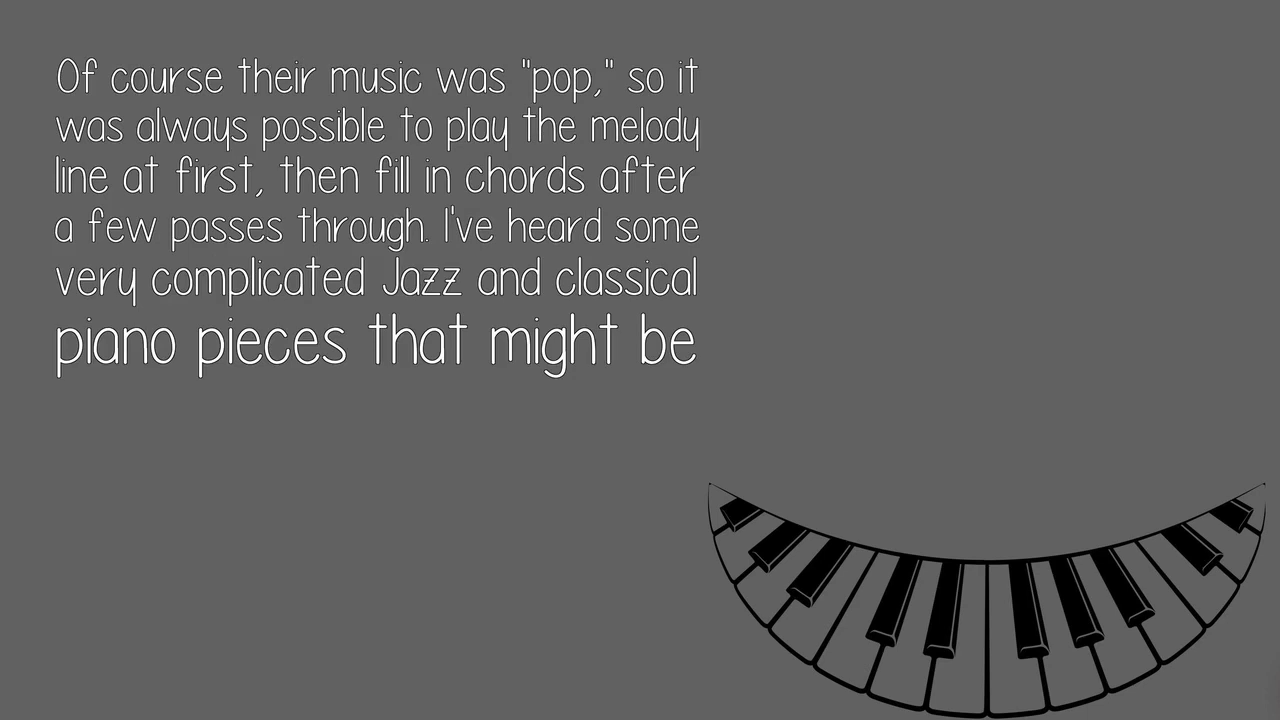 Of course their music was "pop," so it
was always possible to play the melody
line at first, then fill in chords after
a few passes through. I've heard some
very complicated Jazz and classical
piano pieces that might be